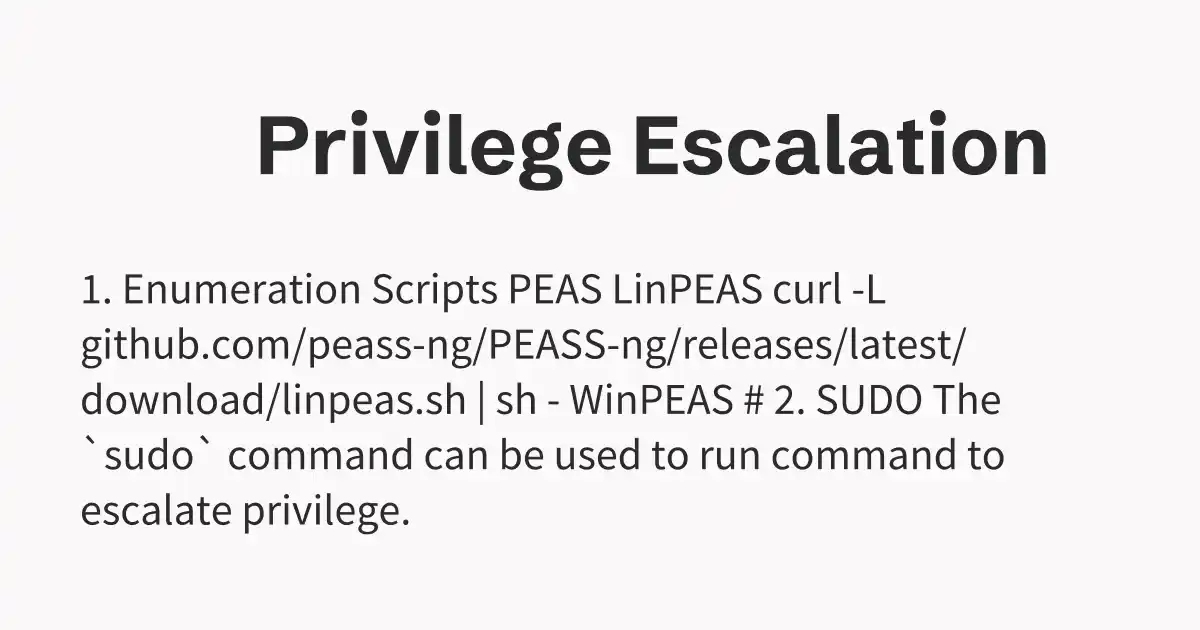 Privilege Escalation
1. Enumeration Scripts PEAS LinPEAS curl -L
github.com/peass-ng/PEASS-ng/releases/latest/
download/linpeas.sh | sh - WinPEAS # 2. SUDO The
`sudo` command can be used to run command to
escalate privilege.